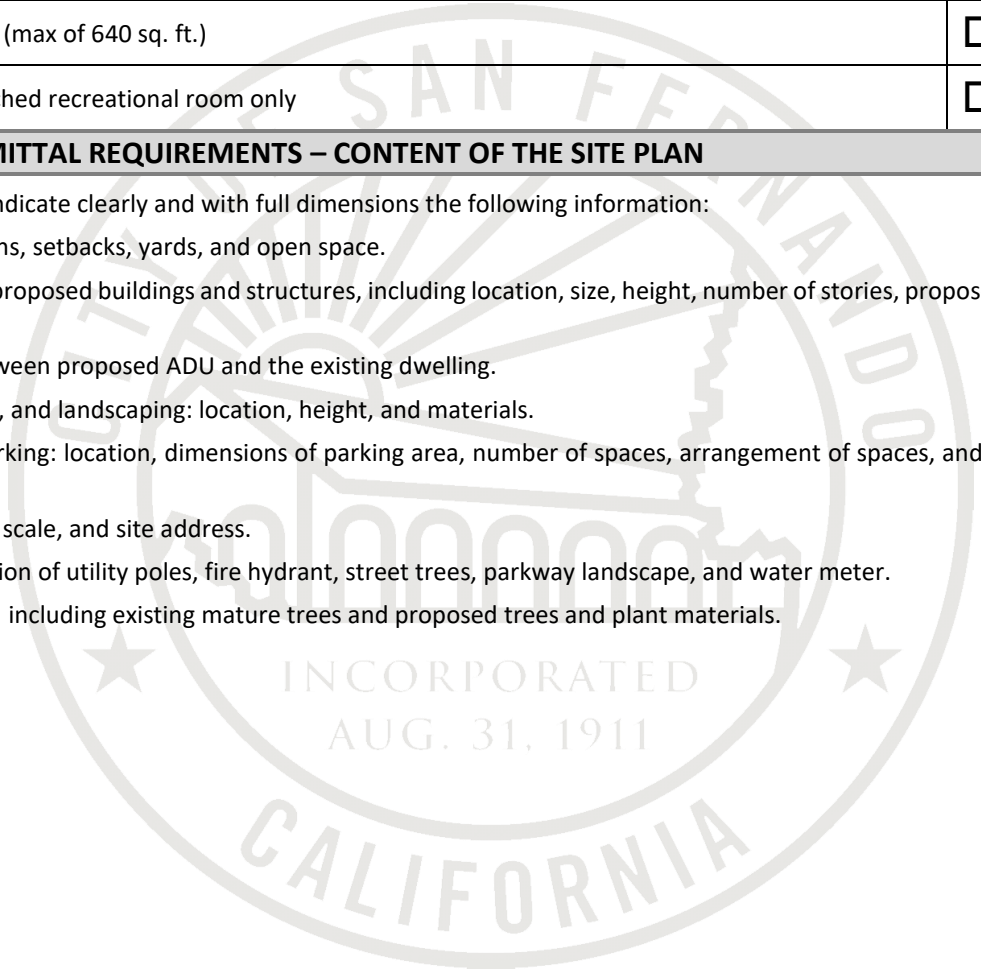 (max of 640 sq. ft.)
ched recreational room only
MITTAL REQUIREMENTS – CONTENT OF THE SITE PLAN
ndicate clearly and with full dimensions the following information:
ns, setbacks, yards, and open space.
proposed buildings and structures, including location, size, height, number of stories, propos
ween proposed ADU and the existing dwelling.
, and landscaping: location, height, and materials.
rking: location, dimensions of parking area, number of spaces, arrangement of spaces, and
scale, and site address.
ion of utility poles, fire hydrant, street trees, parkway landscape, and water meter.
including existing mature trees and proposed trees and plant materials.
CITY OF SAN FERNANDO
INCORPORATED
AUG. 31, 1911
CALIFORNIA